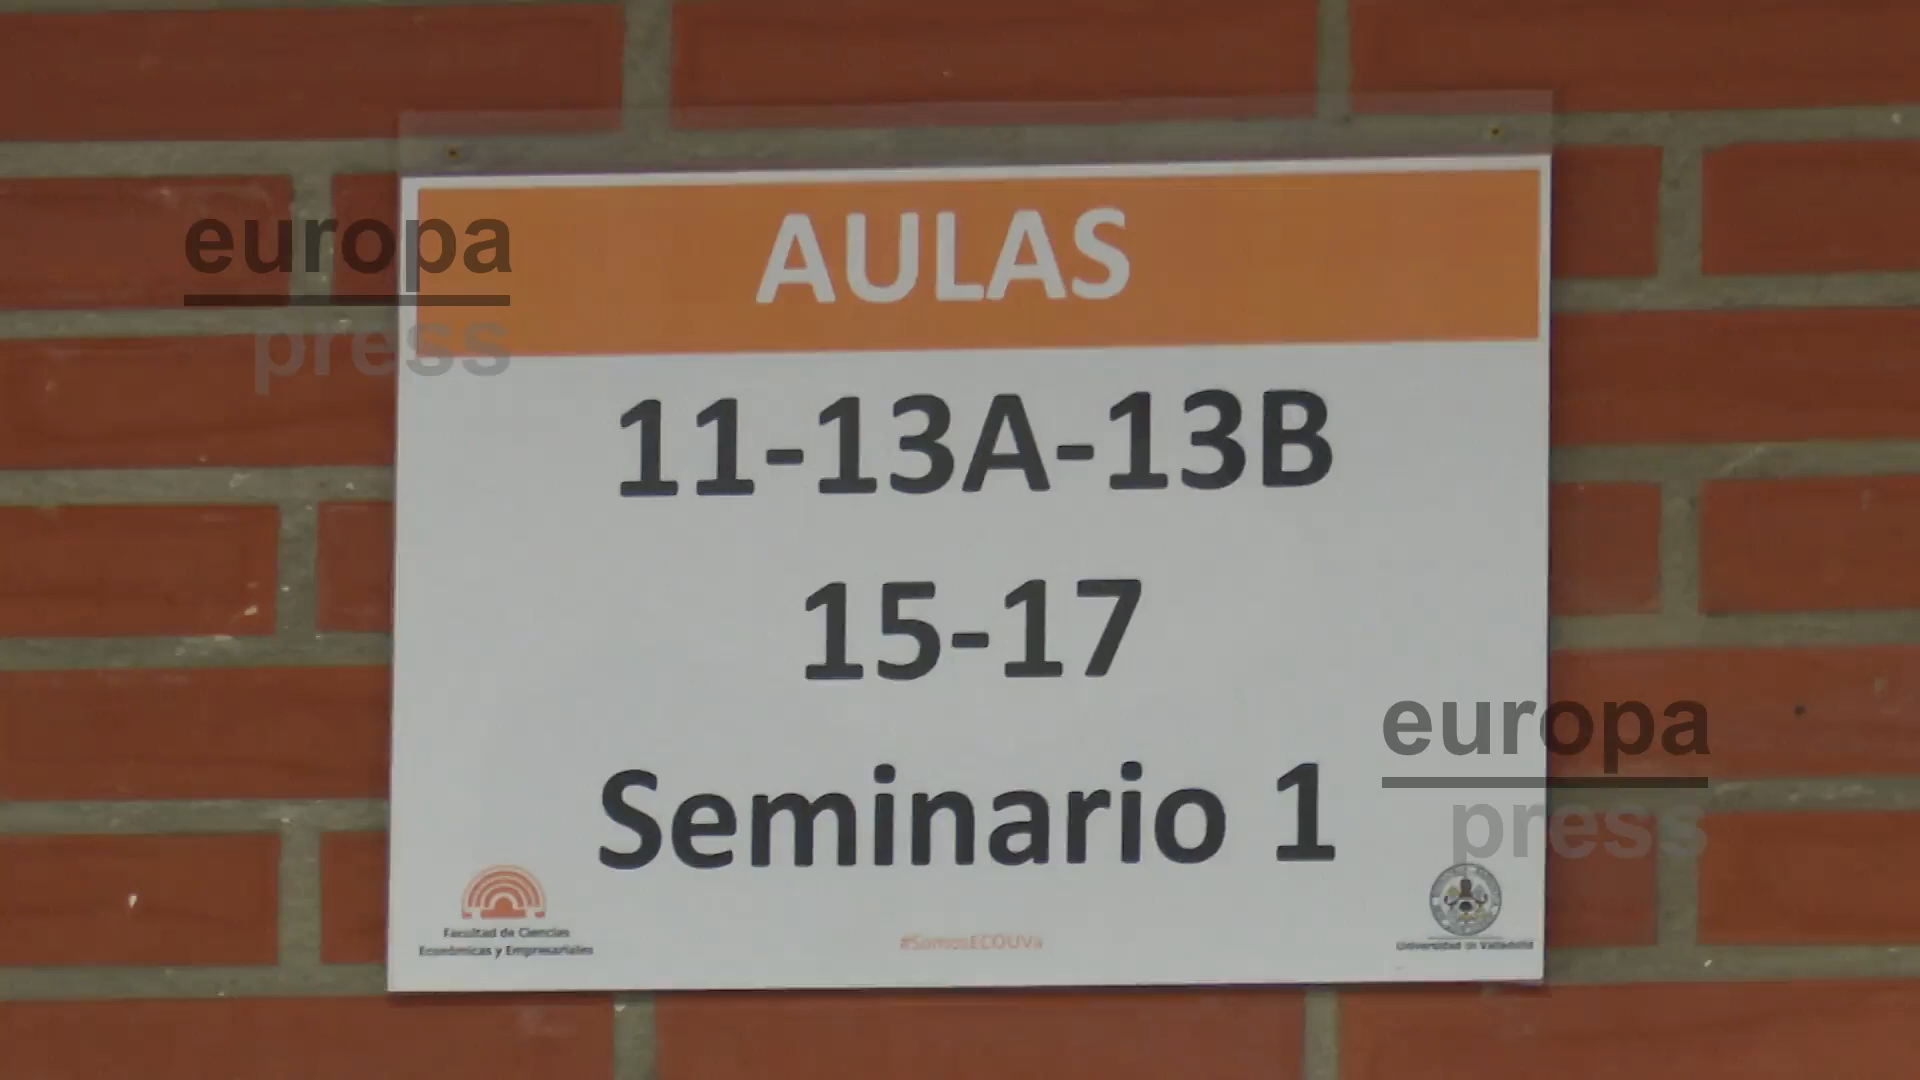 AULAS
europa
press
11-13A-13B
15-17
europa
press
Seminario 1
Facultad de Ciencias
Económicas y Empresariales
#SomosECOUVa
Universidad de Valladolid